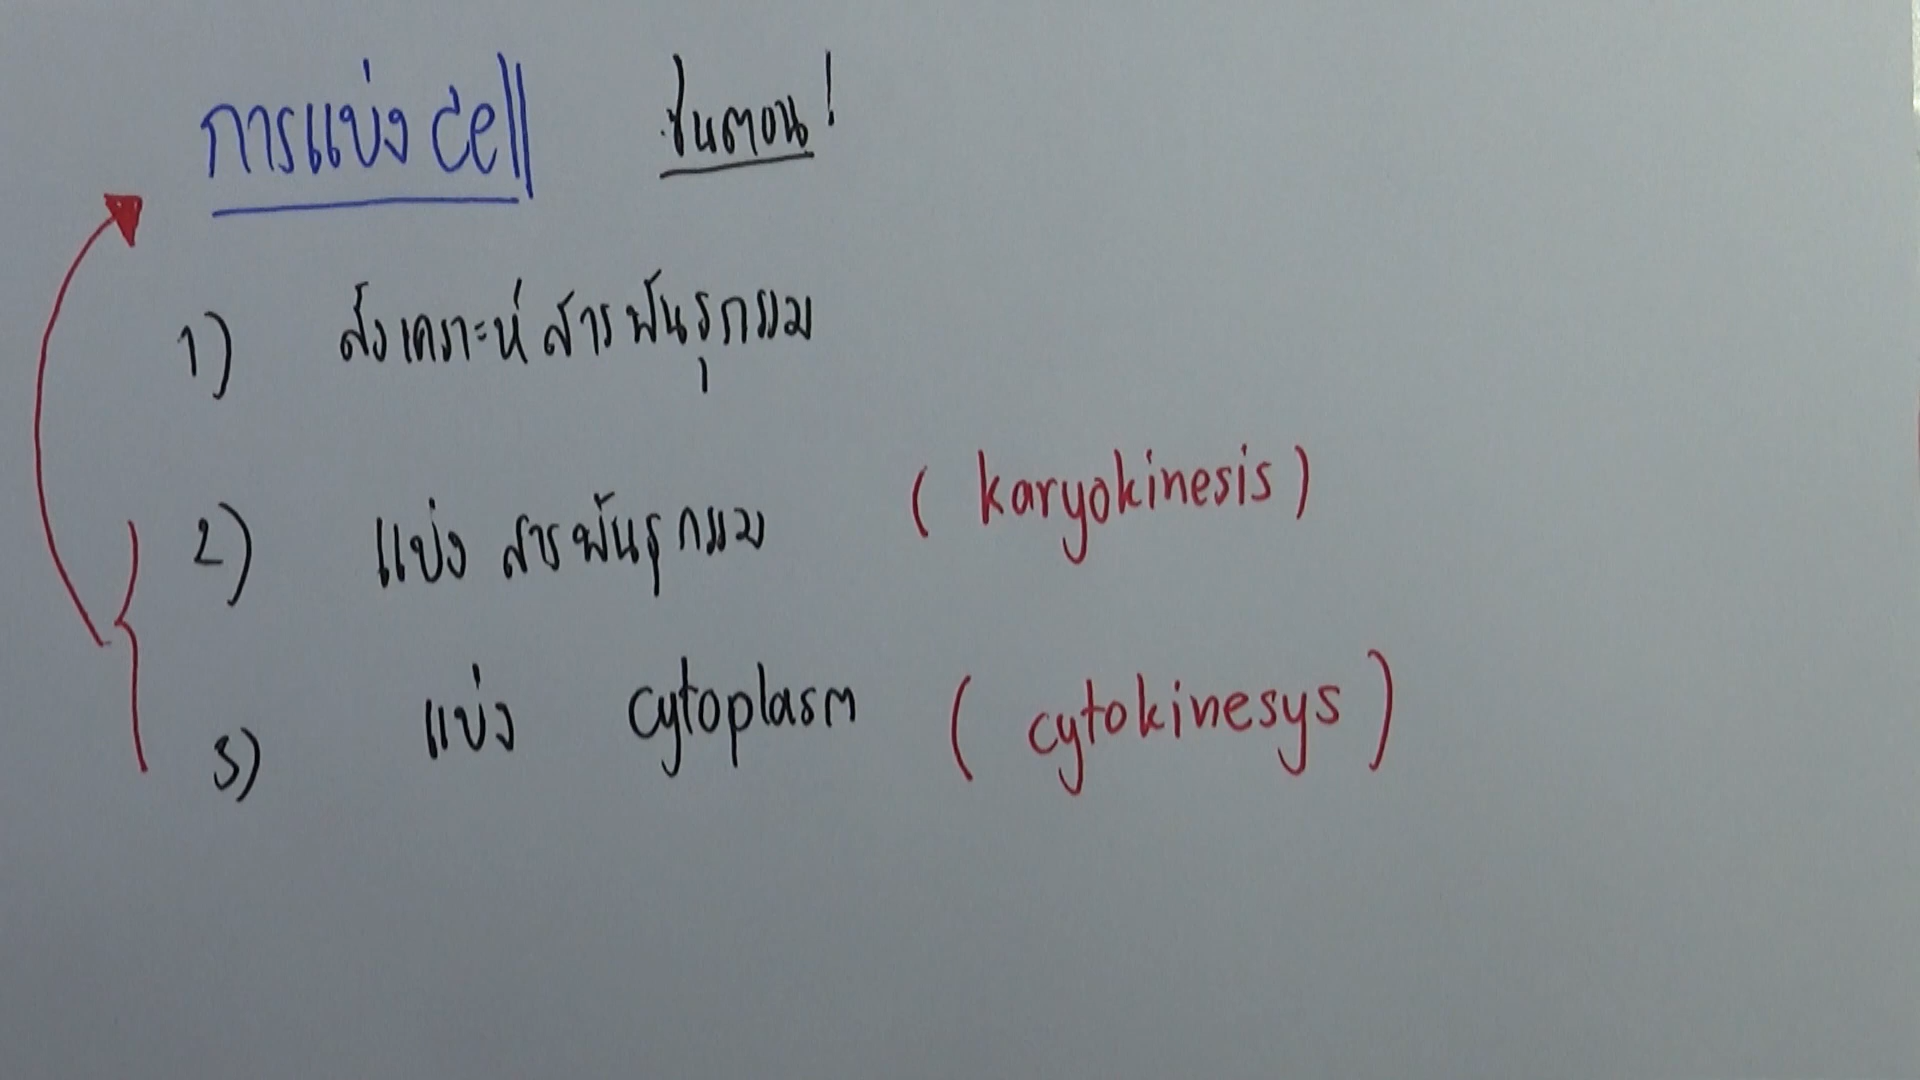 การแบ่ง cell ขั้นตอน!
1) สังเคราะห์สารพันธุกรรม
2) แบ่ง สารพันธุกรรม (karyokinesis)
3) แบ่ง cytoplasm (cytokinesys)